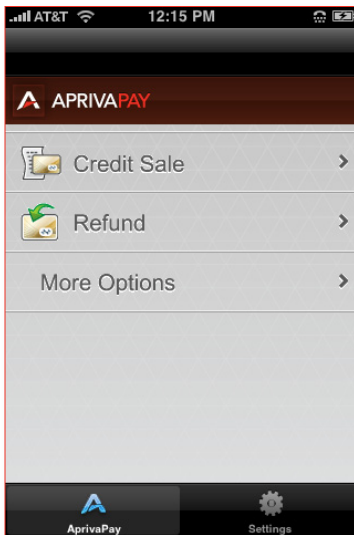 AT&T 12:15 PM
APRIVAPAY
Credit Sale
Refund
More Options
AprivaPay Settings